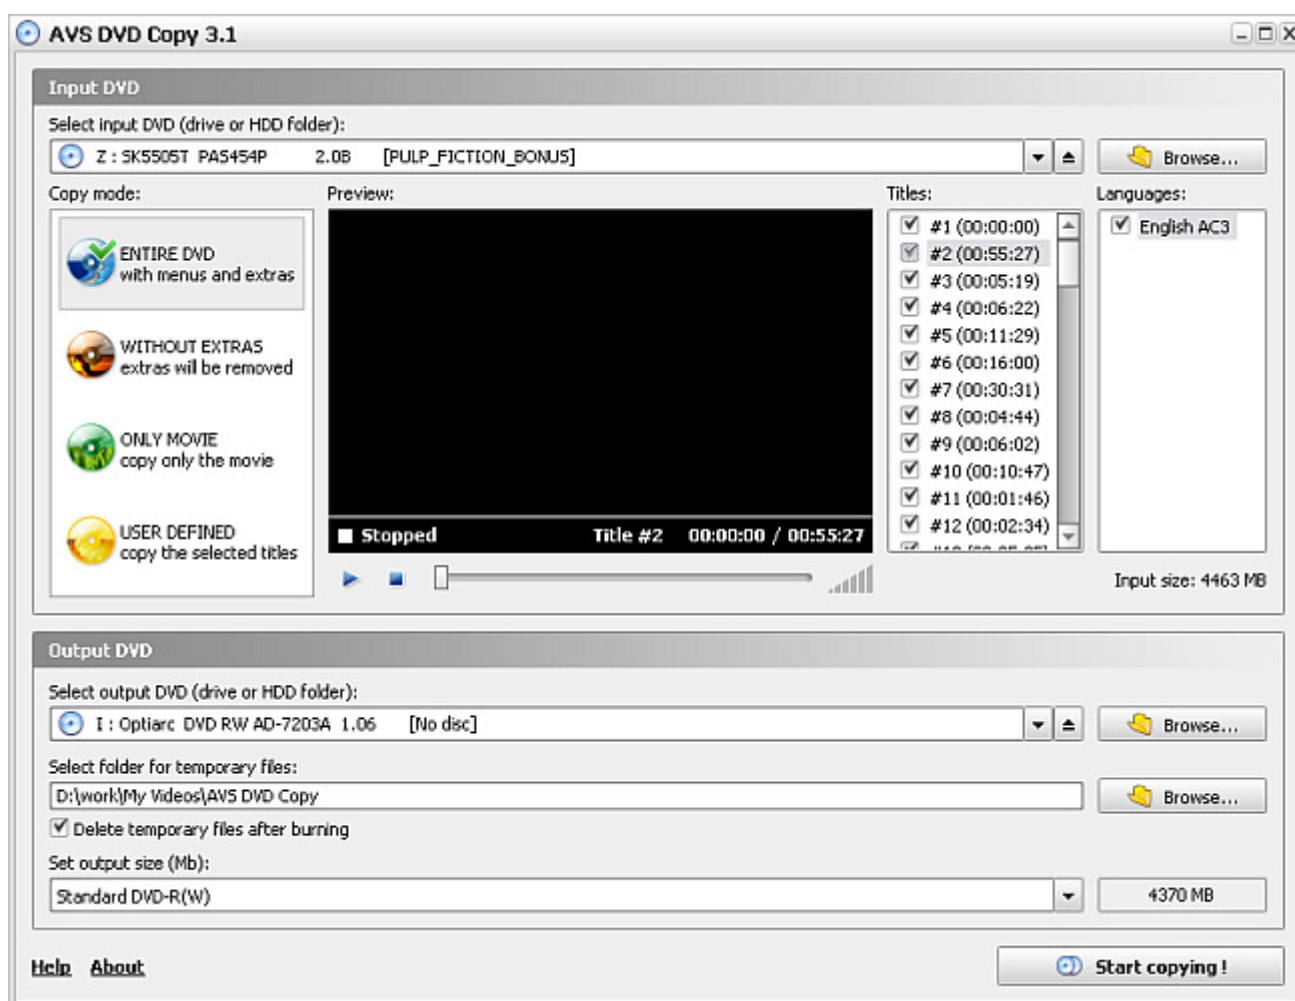 AVS DVD Copy 3.1
Input DVD
Select input DVD (drive or HDD folder):
Z : SK5505T PAS454P 2.0B [PULP_FICTION_BONUS]
Browse...
Copy mode:
Preview:
Titles:
Languages:
ENTIRE DVD
with menus and extras
WITHOUT EXTRAS
extras will be removed
ONLY MOVIE
copy only the movie
USER DEFINED
copy the selected titles
Stopped Title #2 00:00:00 / 00:55:27
#1 (00:00:00)
#2 (00:55:27)
#3 (00:05:19)
#4 (00:06:22)
#5 (00:11:29)
#6 (00:16:00)
#7 (00:30:31)
#8 (00:04:44)
#9 (00:06:02)
#10 (00:10:47)
#11 (00:01:46)
#12 (00:02:34)
English AC3
Input size: 4463 MB
Output DVD
Select output DVD (drive or HDD folder):
I : Optiarc DVD RW AD-7203A 1.06 [No disc]
Browse...
Select folder for temporary files:
D:\work\My Videos\AVS DVD Copy
Browse...
Delete temporary files after burning
Set output size (Mb):
Standard DVD-R(W)
4370 MB
Help About
Start copying !